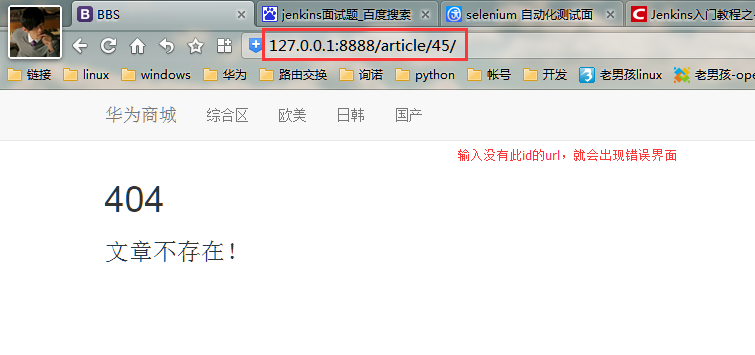 BBS
jenkins面试题_百度搜索
selenium 自动化测试面
Jenkins入门教程之
127.0.0.1:8888/article/45/
链接
linux
windows
华为
路由交换
询诺
python
帐号
开发
老男孩linux
老男孩-ope
华为商城
综合区
欧美
日韩
国产
输入没有此id的url，就会出现错误界面
404
文章不存在！